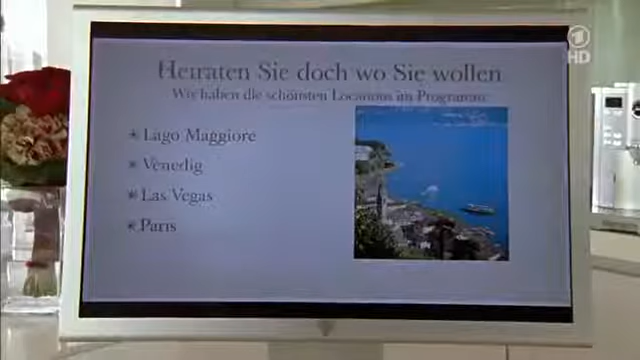 Heiraten Sie doch wo Sie wollen
Wir haben die schönsten Locations im Programm
* Lago Maggiore
* Venedig
* Las Vegas
* Paris
1
HD